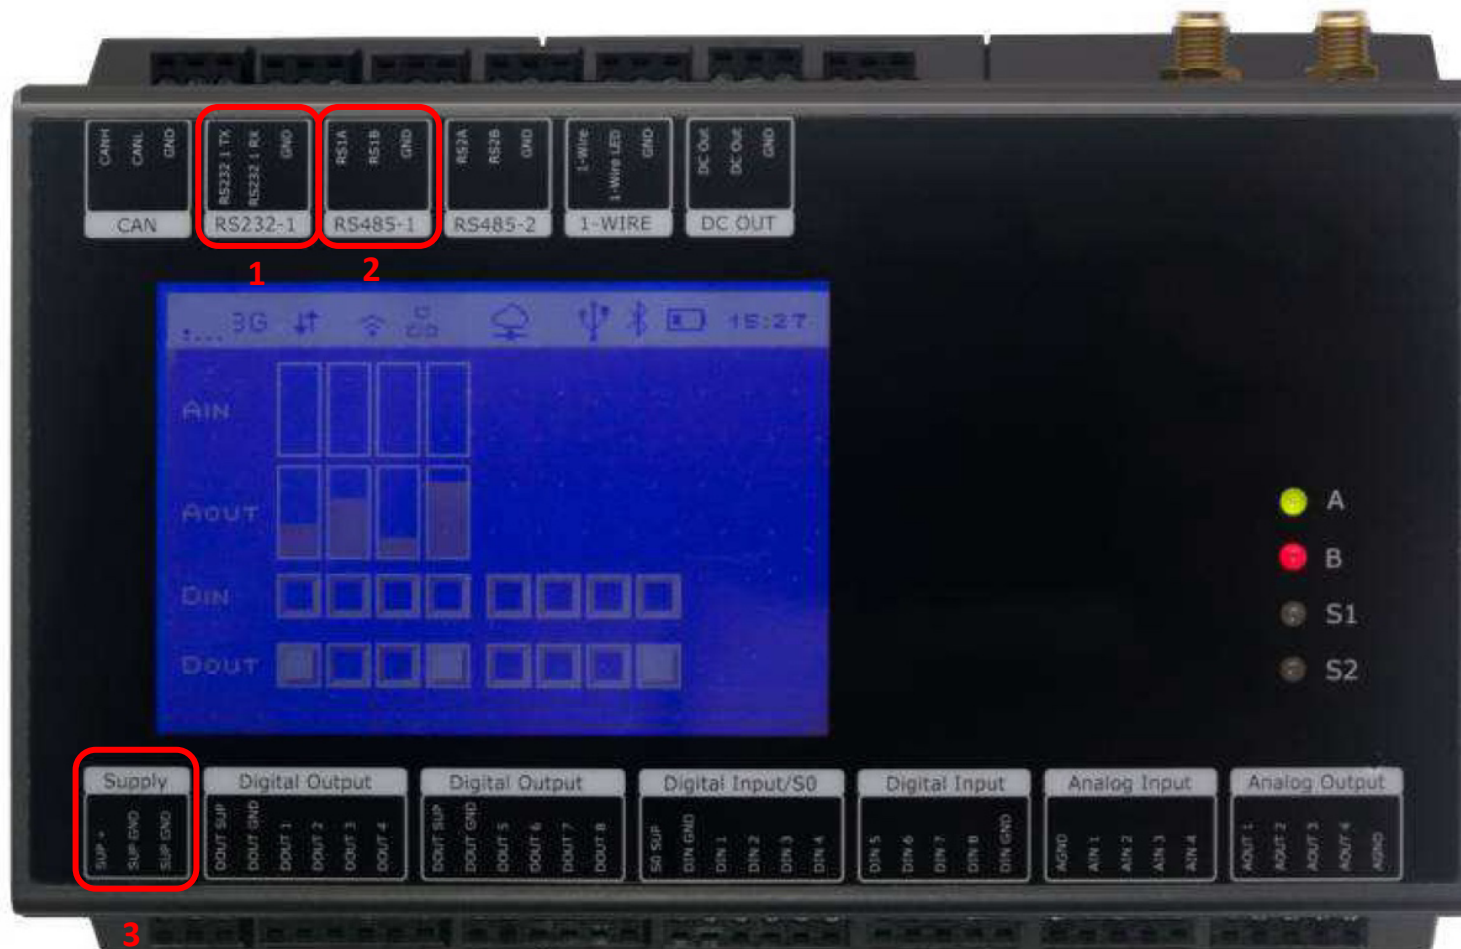 CANH
CANL
GND
CAN
RS232 1 TX
RS232 1 RX
GND
RS232-1
RS1A
RS1B
GND
RS485-1
RS2A
RS2B
GND
RS485-2
1-Wire
1-Wire LED
GND
1-WIRE
DC Out
DC Out
GND
DC OUT
1
2
3G
15:27
AIN
AOUT
DIN
DOUT
A
B
S1
S2
Supply
SUP +
SUP GND
SUP GND
Digital Output
DOUT SUP
DOUT GND
DOUT 1
DOUT 2
DOUT 3
DOUT 4
Digital Output
DOUT SUP
DOUT GND
DOUT 5
DOUT 6
DOUT 7
DOUT 8
Digital Input/S0
S0 SUP
DIN GND
DIN 1
DIN 2
DIN 3
DIN 4
Digital Input
DIN 5
DIN 6
DIN 7
DIN 8
DIN GND
Analog Input
AGND
AIN 1
AIN 2
AIN 3
AIN 4
Analog Output
AOUT 1
AOUT 2
AOUT 3
AOUT 4
AGND
3